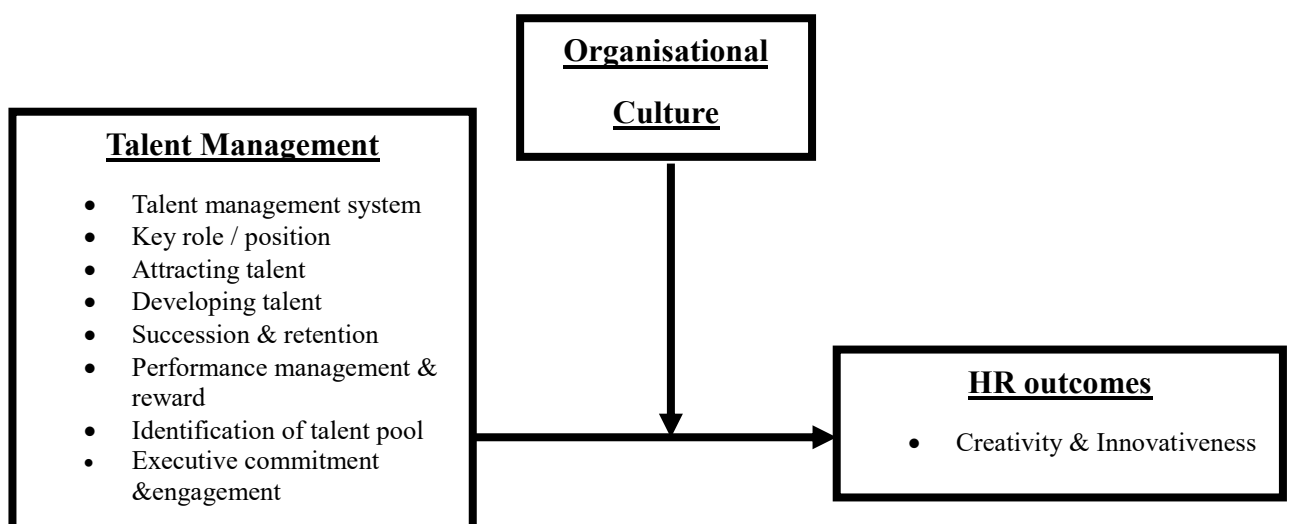 Organisational
Culture
Talent Management
• Talent management system
• Key role / position
• Attracting talent
• Developing talent
• Succession & retention
• Performance management &
reward
• Identification of talent pool
• Executive commitment
&engagement
HR outcomes
• Creativity & Innovativeness